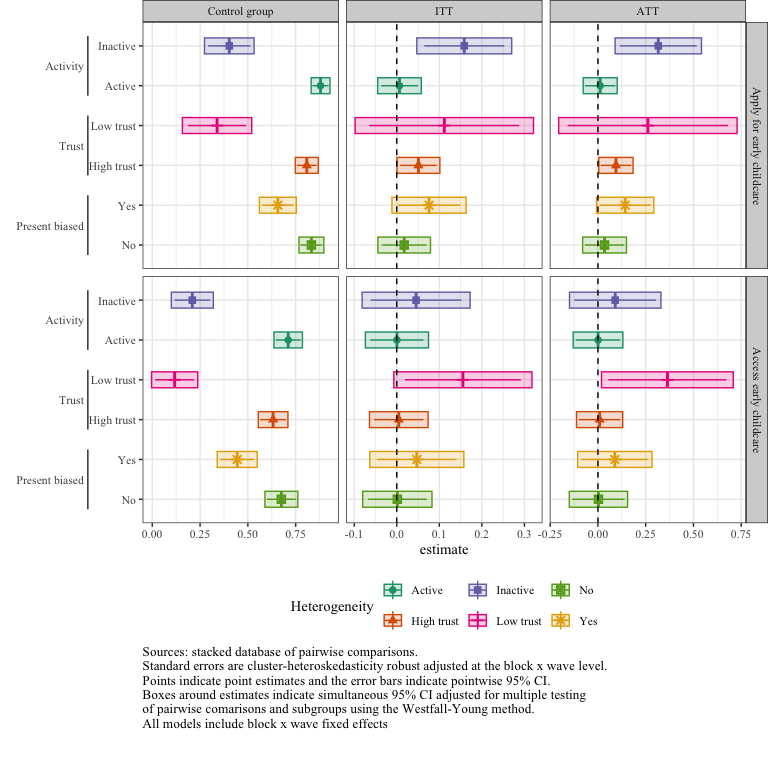 Control group
ITT
ATT
Activity
Inactive
Active
Trust
Low trust
High trust
Present biased
Yes
No
Apply for early childcare
Activity
Inactive
Active
Trust
Low trust
High trust
Present biased
Yes
No
Access early childcare
0.00 0.25 0.50 0.75
-0.1 0.0 0.1 0.2 0.3
-0.25 0.00 0.25 0.50 0.75
estimate
Heterogeneity
Active Inactive No
High trust Low trust Yes
Sources: stacked database of pairwise comparisons.
Standard errors are cluster-heteroskedasticity robust adjusted at the block x wave level.
Points indicate point estimates and the error bars indicate pointwise 95% CI.
Boxes around estimates indicate simultaneous 95% CI adjusted for multiple testing
of pairwise comarisons and subgroups using the Westfall-Young method.
All models include block x wave fixed effects